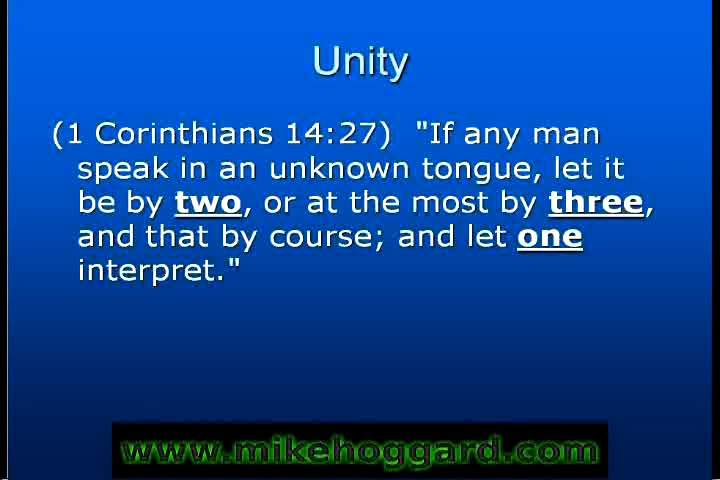 Unity
(1 Corinthians 14:27)  "If any man
speak in an unknown tongue, let it
be by two, or at the most by three,
and that by course; and let one
interpret."
www.mikehoggard.com